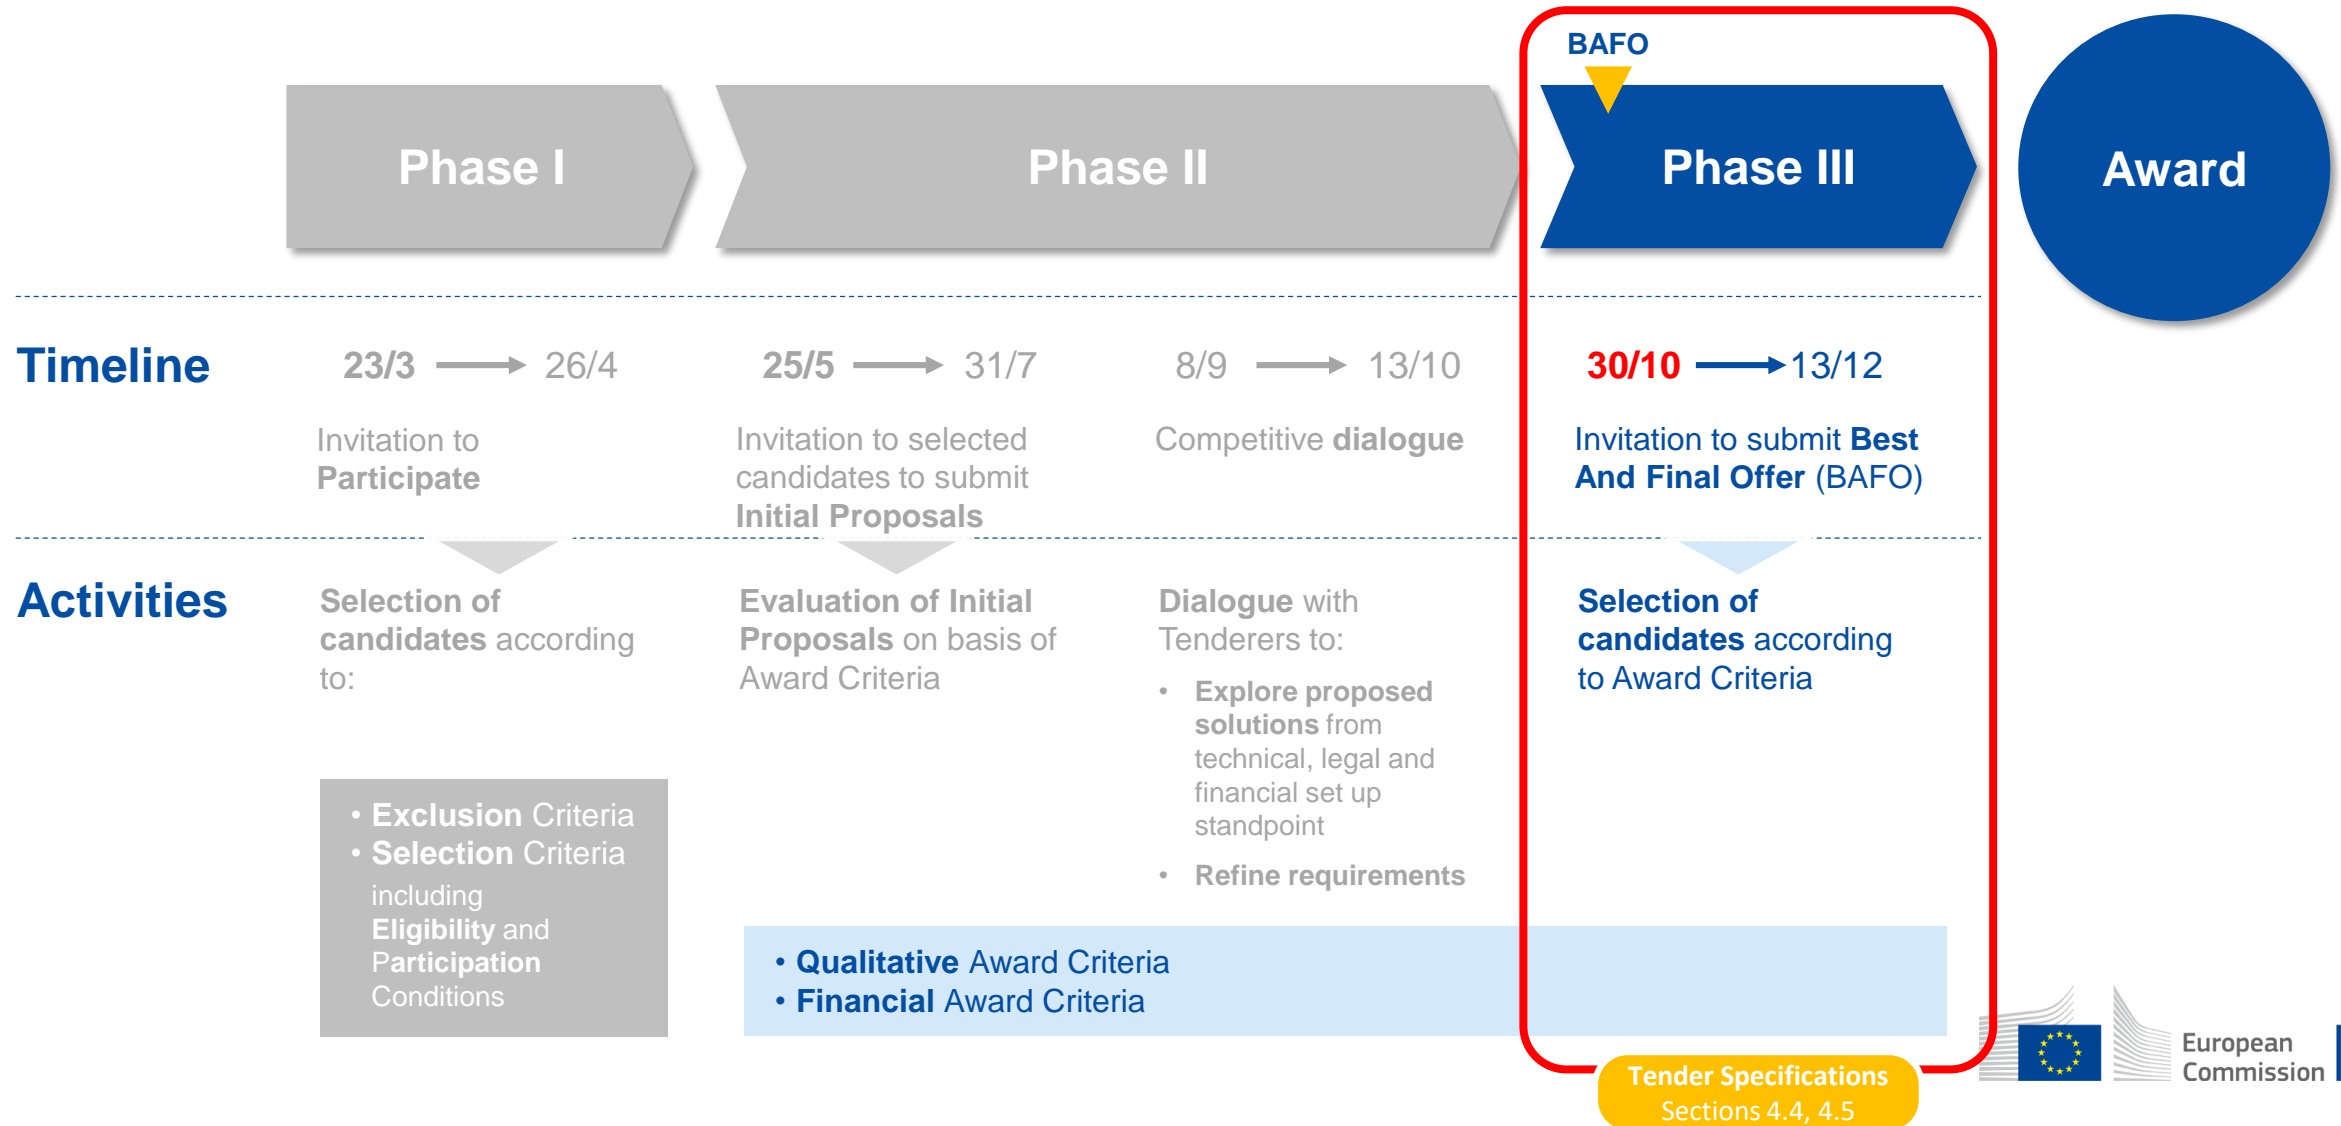 BAFO
Phase I
Phase II
Phase III
Award
Timeline
23/3
26/4
25/5
31/7
8/9
13/10
30/10
13/12
Invitation to
Participate
Invitation to selected
candidates to submit
Initial Proposals
Competitive dialogue
Invitation to submit Best
And Final Offer (BAFO)
Activities
Selection of
candidates according
to:
Evaluation of Initial
Proposals on basis of
Award Criteria
Dialogue with
Tenderers to:
• Explore proposed
solutions from
technical, legal and
financial set up
standpoint
• Refine requirements
Selection of
candidates according
to Award Criteria
• Exclusion Criteria
• Selection Criteria
including
Eligibility and
Participation
Conditions
• Qualitative Award Criteria
• Financial Award Criteria
Tender Specifications
Sections 4.4, 4.5
European
Commission